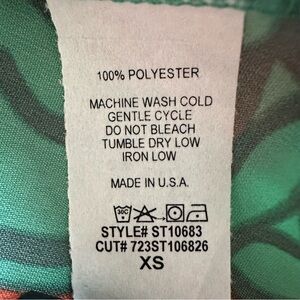 100% POLYESTER
MACHINE WASH COLD
GENTLE CYCLE
DO NOT BLEACH
TUMBLE DRY LOW
IRON LOW
MADE IN U.S.A.
STYLE# ST10683
CUT# 723ST106826
XS